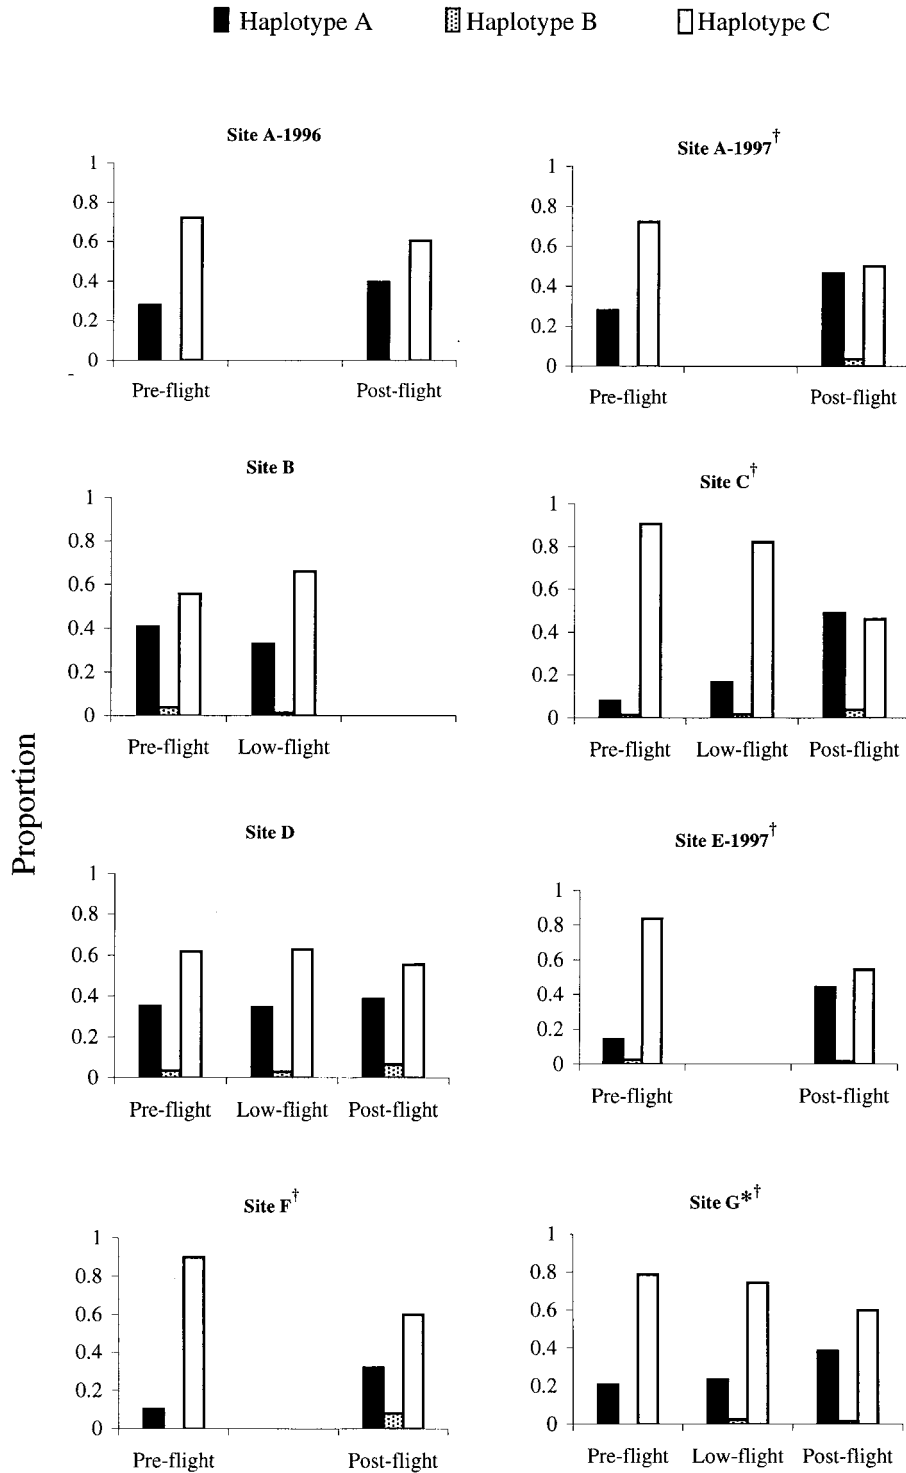 Haplotype A Haplotype B Haplotype C
Site A-1996
1
0.8
0.6
0.4
0.2
0
Pre-flight Post-flight
Site A-1997†
1
0.8
0.6
0.4
0.2
0
Pre-flight Post-flight
Site B
1
0.8
0.6
0.4
0.2
0
Pre-flight Low-flight
Site C†
1
0.8
0.6
0.4
0.2
0
Pre-flight Low-flight Post-flight
Proportion
Site D
1
0.8
0.6
0.4
0.2
0
Pre-flight Low-flight Post-flight
Site E-1997†
1
0.8
0.6
0.4
0.2
0
Pre-flight Post-flight
Site F†
1
0.8
0.6
0.4
0.2
0
Pre-flight Post-flight
Site G*†
1
0.8
0.6
0.4
0.2
0
Pre-flight Low-flight Post-flight